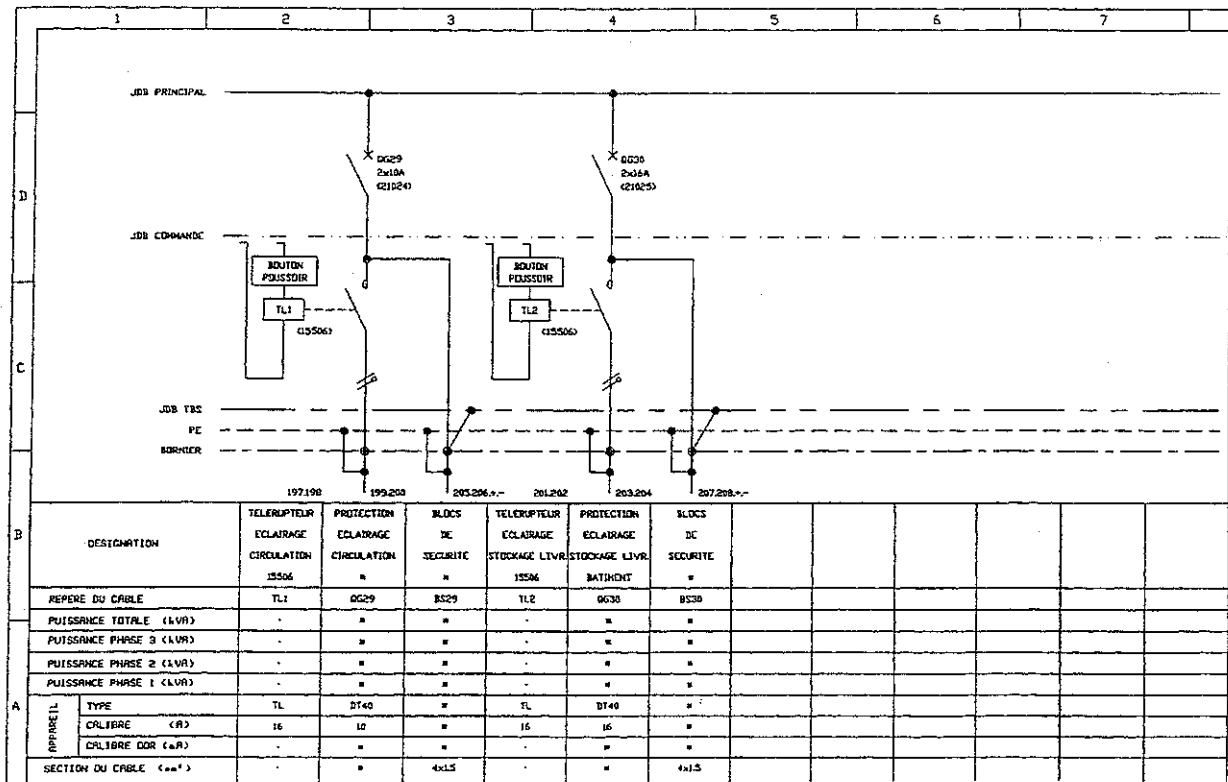 1 2 3 4 5 6 7
JDB PRINCIPAL
QG29
2x10A
(21024)
QG30
2x16A
(21025)
D
JDB COMMANDE
BOUTON
POUSSOIR
BOUTON
POUSSOIR
TL1
(15506)
TL2
(15506)
C
JDB TBS
PE
BORNIER
197.198 199.200 205.206.+.- 201.202 203.204 207.208.+.-
B
DESIGNATION
TELERUPTEUR
ECLAIRAGE
CIRCULATION
15506
PROTECTION
ECLAIRAGE
CIRCULATION
"
BLOCS
DE
SECURITE
"
TELERUPTEUR
ECLAIRAGE
STOCKAGE LIVR
15506
PROTECTION
ECLAIRAGE
STOCKAGE LIVR
BATIMENT
BLOCS
DE
SECURITE
"
REPERE DU CABLE TL1 QG29 BS29 TL2 QG30 BS30
PUISSANCE TOTALE (kVA) - " " - " "
PUISSANCE PHASE 3 (kVA) - " " - " "
PUISSANCE PHASE 2 (kVA) - " " - " "
PUISSANCE PHASE 1 (kVA) - " " - " "
A
APPAREIL
TYPE TL DT40 " TL DT40 "
CALIBRE (A) 16 10 " 16 16 "
CALIBRE DDR (mA) - " " - " "
SECTION DU CABLE (mm²) - " 4x1.5 - " 4x1.5